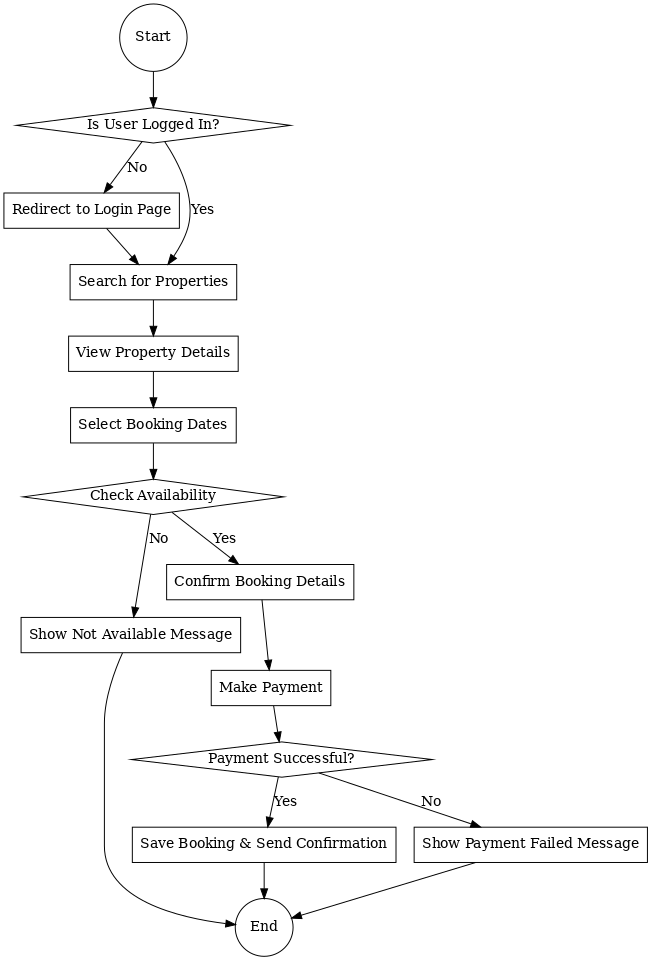 Start
Is User Logged In?
No
Redirect to Login Page
Yes
Search for Properties
View Property Details
Select Booking Dates
Check Availability
No
Yes
Confirm Booking Details
Show Not Available Message
Make Payment
Payment Successful?
Yes
No
Save Booking & Send Confirmation
Show Payment Failed Message
End